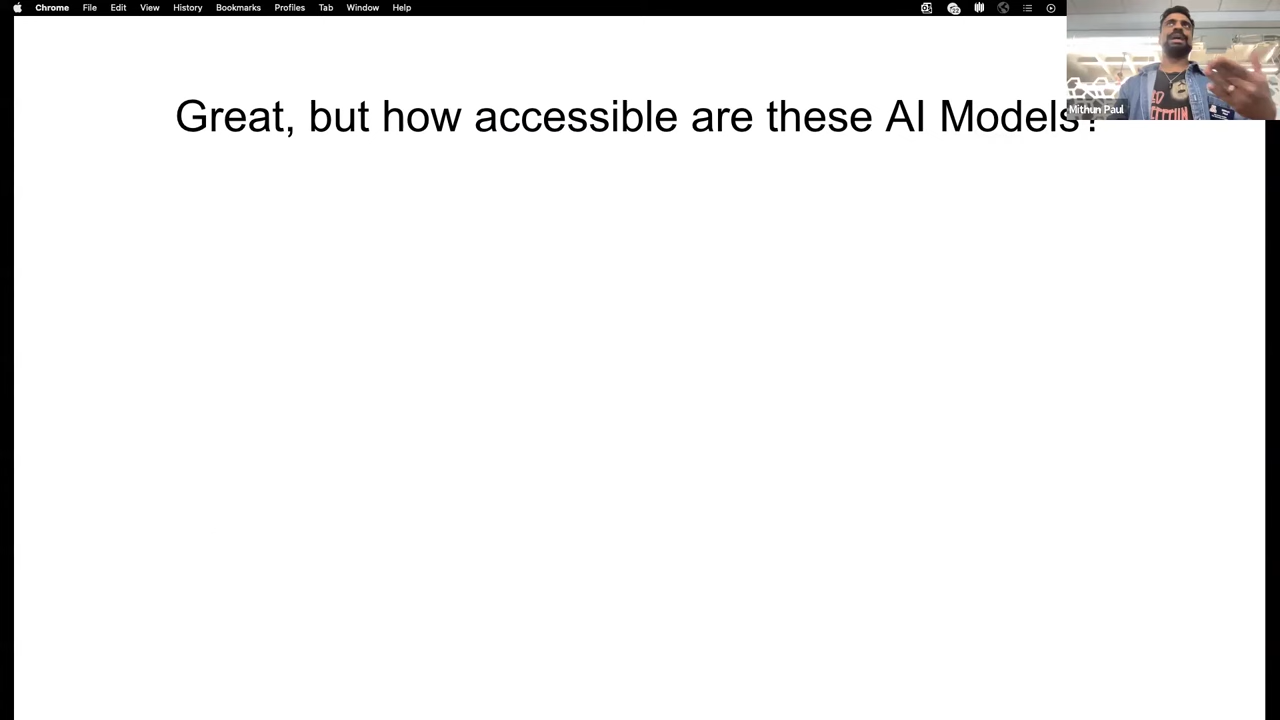 Chrome File Edit View History Bookmarks Profiles Tab Window Help
Great, but how accessible are these AI Models?
Mithun Paul